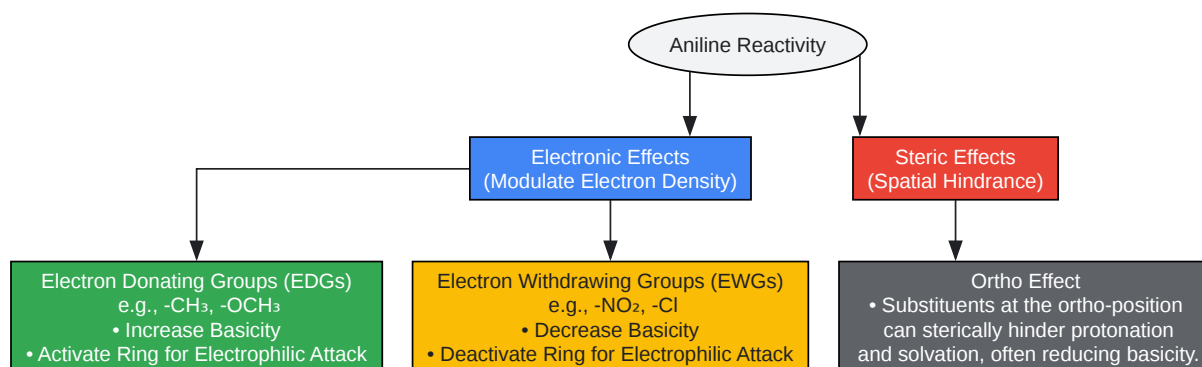 Aniline Reactivity
Electronic Effects
(Modulate Electron Density)
Steric Effects
(Spatial Hindrance)
Electron Donating Groups (EDGs)
e.g., -CH₃, -OCH₃
• Increase Basicity
• Activate Ring for Electrophilic Attack
Electron Withdrawing Groups (EWGs)
e.g., -NO₂, -Cl
• Decrease Basicity
• Deactivate Ring for Electrophilic Attack
Ortho Effect
• Substituents at the ortho-position
can sterically hinder protonation
and solvation, often reducing basicity.